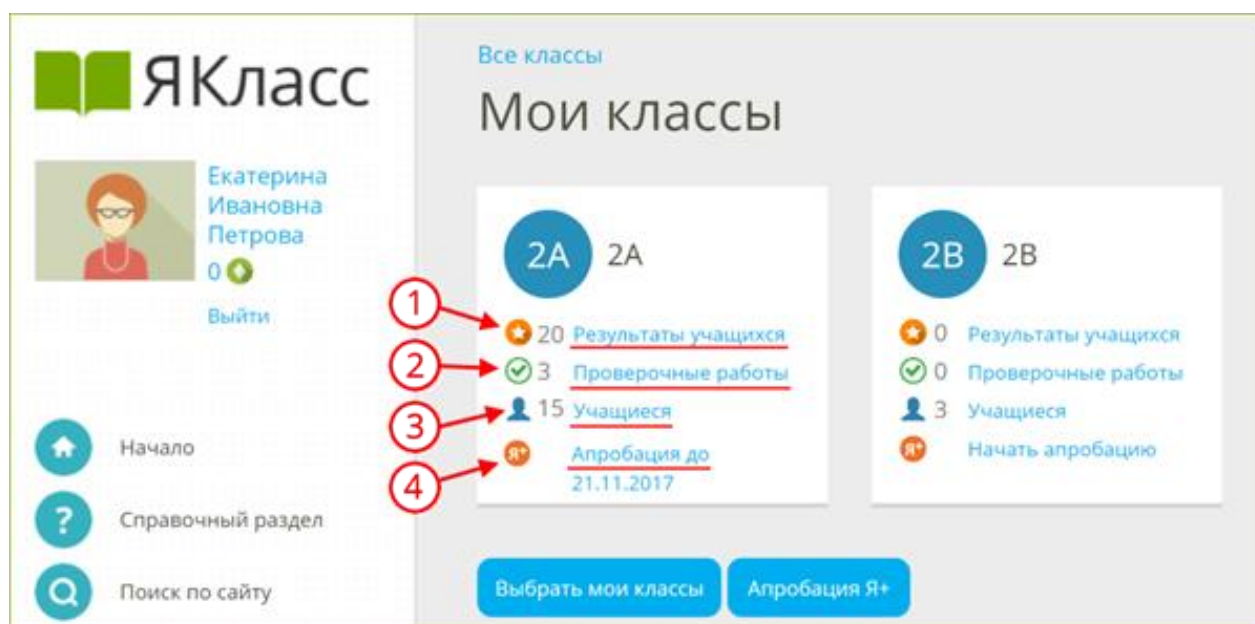 ЯКласс
Екатерина
Ивановна
Петрова
0
Выйти
Начало
?
Справочный раздел
Поиск по сайту
Все классы
Мои классы
2А 2А
1
20 Результаты учащихся
2
3 Проверочные работы
3
15 Учащиеся
4
Я+ Апробация до
21.11.2017
2В 2В
0 Результаты учащихся
0 Проверочные работы
3 Учащиеся
Я+ Начать апробацию
Выбрать мои классы
Апробация Я+